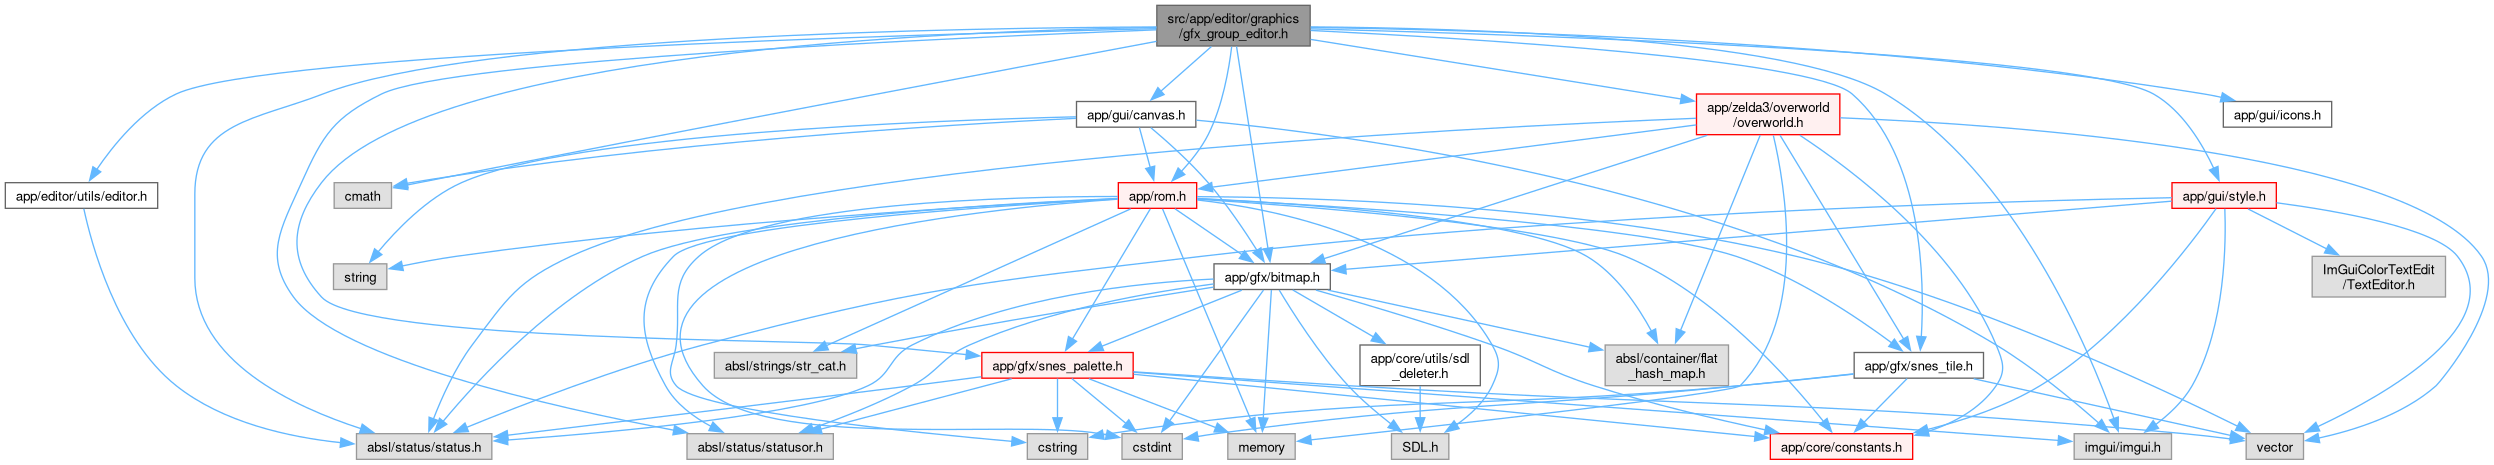 src/app/editor/graphics
/gfx_group_editor.h
app/gui/canvas.h
app/zelda3/overworld
/overworld.h
app/gui/icons.h
app/editor/utils/editor.h
cmath
app/rom.h
app/gui/style.h
string
app/gfx/bitmap.h
ImGuiColorTextEdit
/TextEditor.h
absl/strings/str_cat.h
app/gfx/snes_palette.h
app/core/utils/sdl
_deleter.h
absl/container/flat
_hash_map.h
app/gfx/snes_tile.h
absl/status/status.h
absl/status/statusor.h
cstring
cstdint
memory
SDL.h
app/core/constants.h
imgui/imgui.h
vector